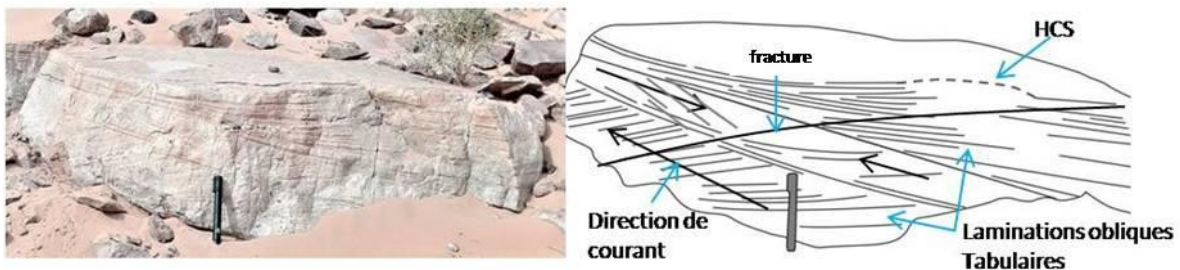 HCS
fracture
Direction de
courant
Laminations obliques
Tabulaires